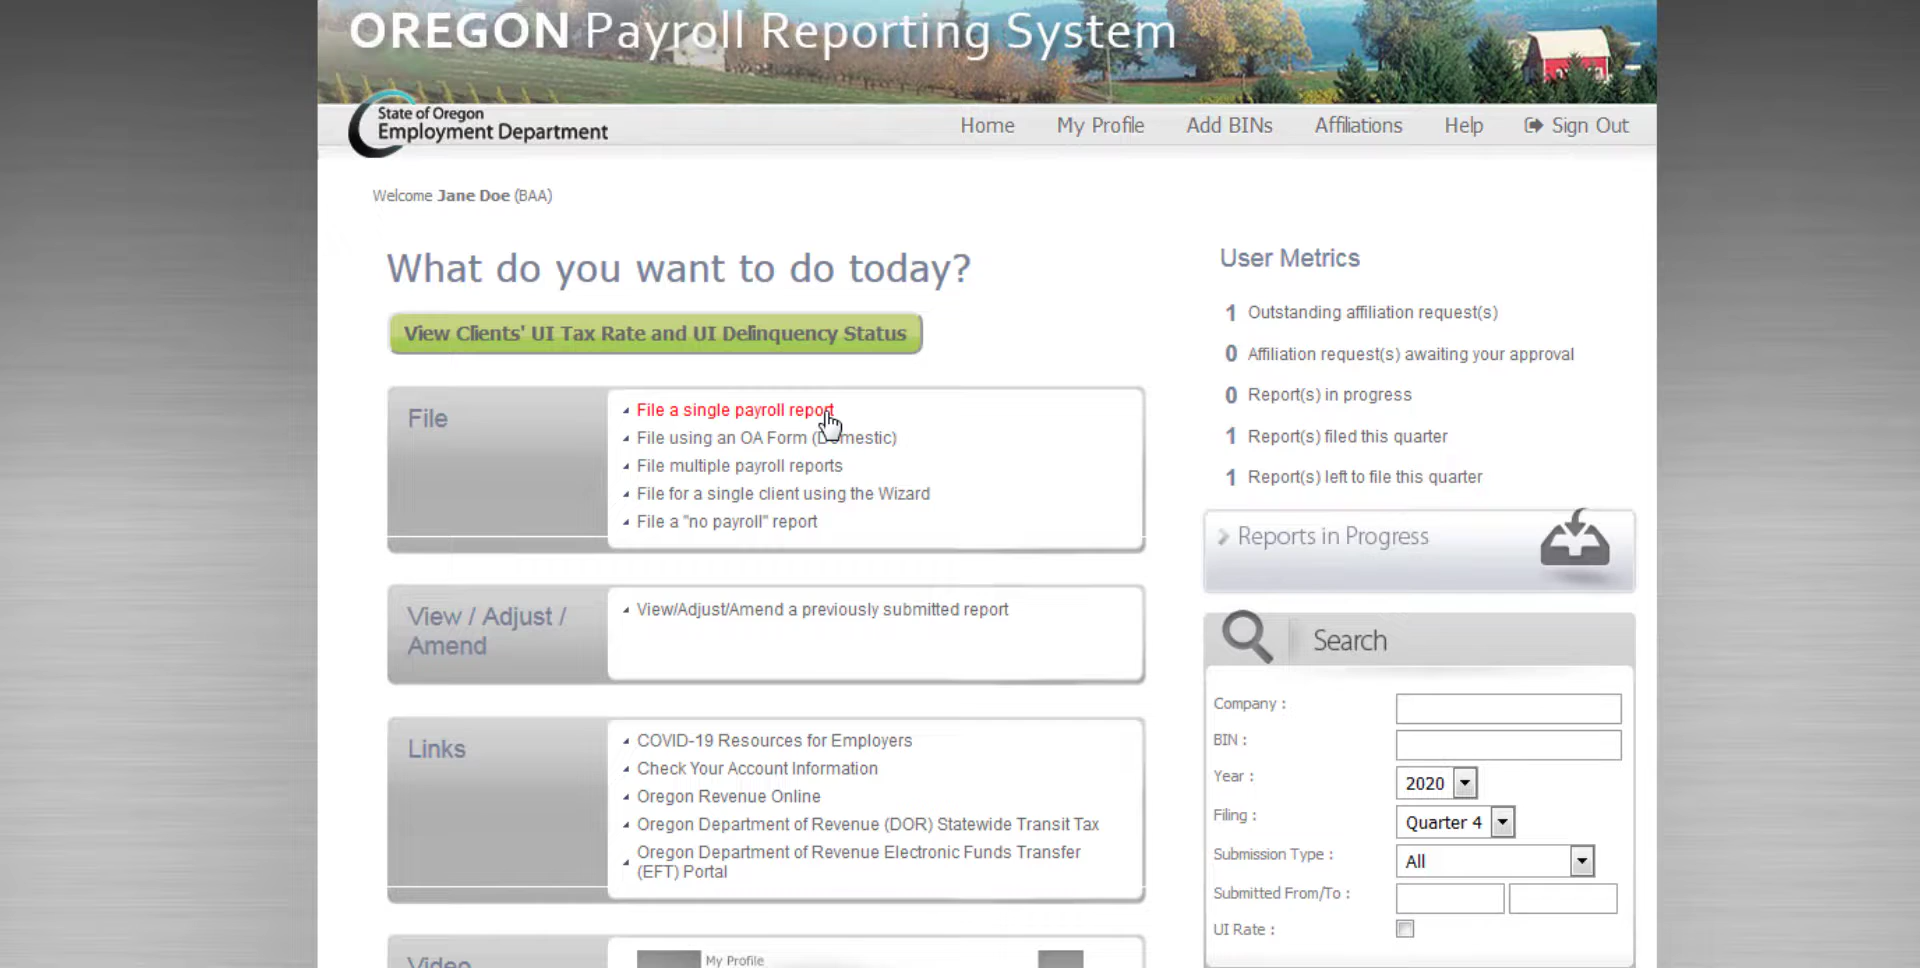 OREGON Payroll Reporting System
State of Oregon
Employment Department
Home My Profile Add BINs Affiliations Help Sign Out
Welcome Jane Doe (BAA)
What do you want to do today?
View Clients' UI Tax Rate and UI Delinquency Status
File
File a single payroll report
File using an OA Form (Domestic)
File multiple payroll reports
File for a single client using the Wizard
File a "no payroll" report
View / Adjust /
Amend
View/Adjust/Amend a previously submitted report
Links
COVID-19 Resources for Employers
Check Your Account Information
Oregon Revenue Online
Oregon Department of Revenue (DOR) Statewide Transit Tax
Oregon Department of Revenue Electronic Funds Transfer
(EFT) Portal
Video
My Profile
User Metrics
1 Outstanding affiliation request(s)
0 Affiliation request(s) awaiting your approval
0 Report(s) in progress
1 Report(s) filed this quarter
1 Report(s) left to file this quarter
Reports in Progress
Search
Company :
BIN :
Year : 2020
Filing : Quarter 4
Submission Type : All
Submitted From/To :
UI Rate :